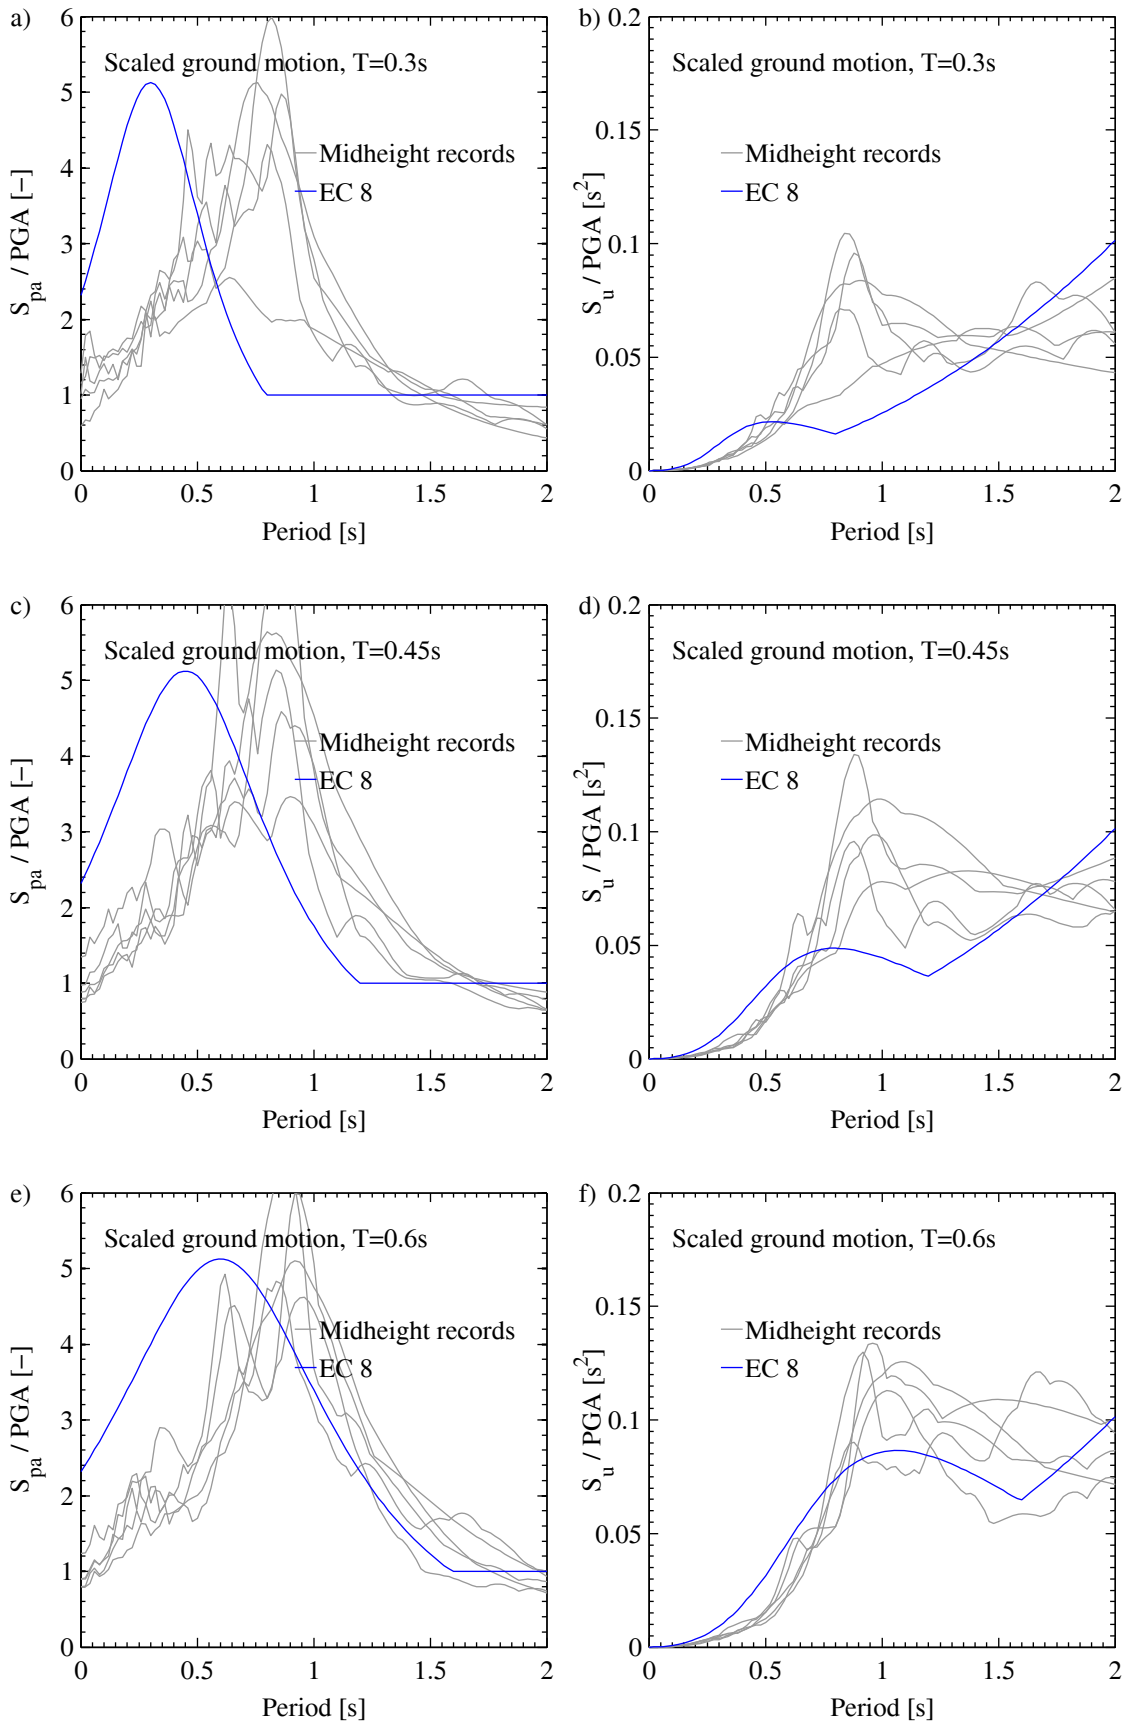 a)
6
5
4
3
2
1
0
S_pa / PGA [−]
Scaled ground motion, T=0.3s
Midheight records
EC 8
0 0.5 1 1.5 2
Period [s]
b)
0.2
0.15
0.1
0.05
0
S_u / PGA [s^2]
Scaled ground motion, T=0.3s
Midheight records
EC 8
0 0.5 1 1.5 2
Period [s]
c)
6
5
4
3
2
1
0
S_pa / PGA [−]
Scaled ground motion, T=0.45s
Midheight records
EC 8
0 0.5 1 1.5 2
Period [s]
d)
0.2
0.15
0.1
0.05
0
S_u / PGA [s^2]
Scaled ground motion, T=0.45s
Midheight records
EC 8
0 0.5 1 1.5 2
Period [s]
e)
6
5
4
3
2
1
0
S_pa / PGA [−]
Scaled ground motion, T=0.6s
Midheight records
EC 8
0 0.5 1 1.5 2
Period [s]
f)
0.2
0.15
0.1
0.05
0
S_u / PGA [s^2]
Scaled ground motion, T=0.6s
Midheight records
EC 8
0 0.5 1 1.5 2
Period [s]